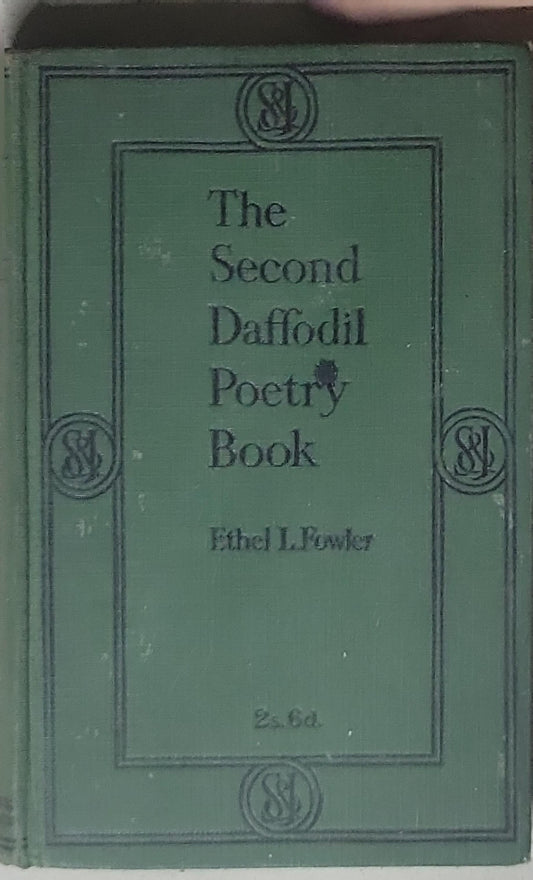 S&J
The
Second
Daffodil
Poetry
Book
S&J
S&J
Ethel L. Fowler
2s. 6d.
S&J